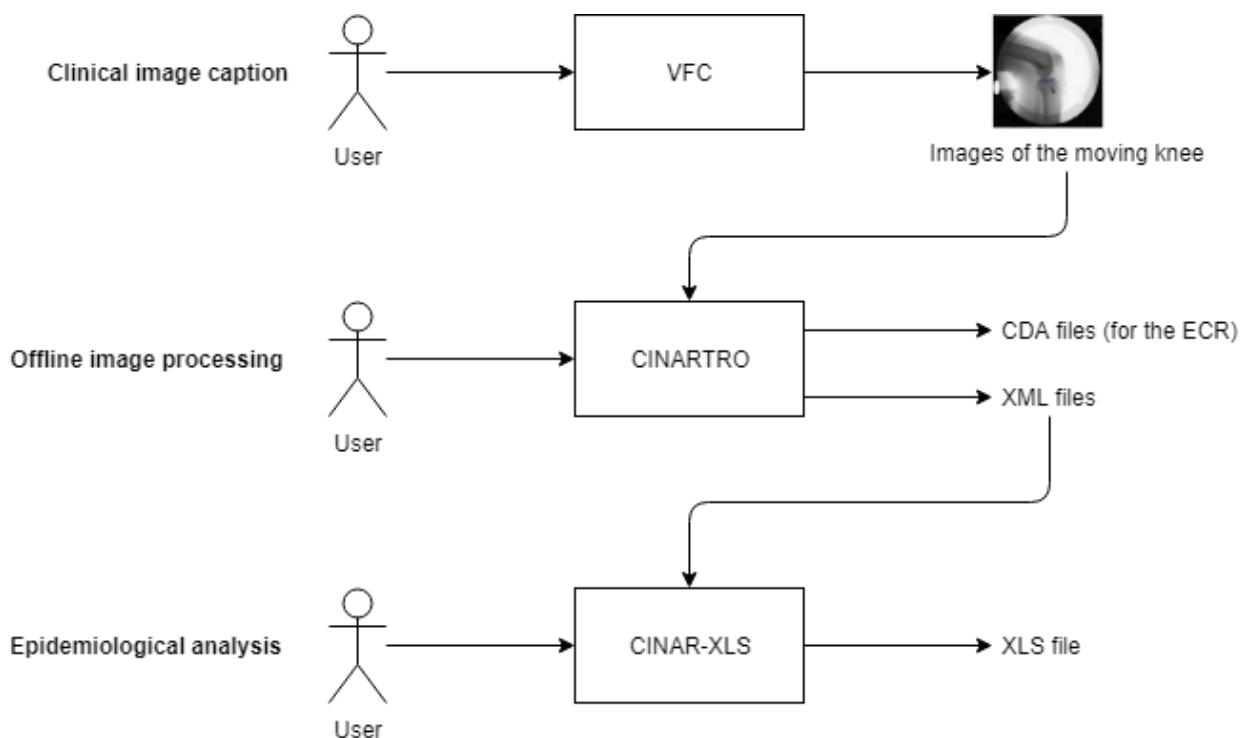 Clinical image caption
User
VFC
Images of the moving knee
Offline image processing
User
CINARTRO
CDA files (for the ECR)
XML files
Epidemiological analysis
User
CINAR-XLS
XLS file